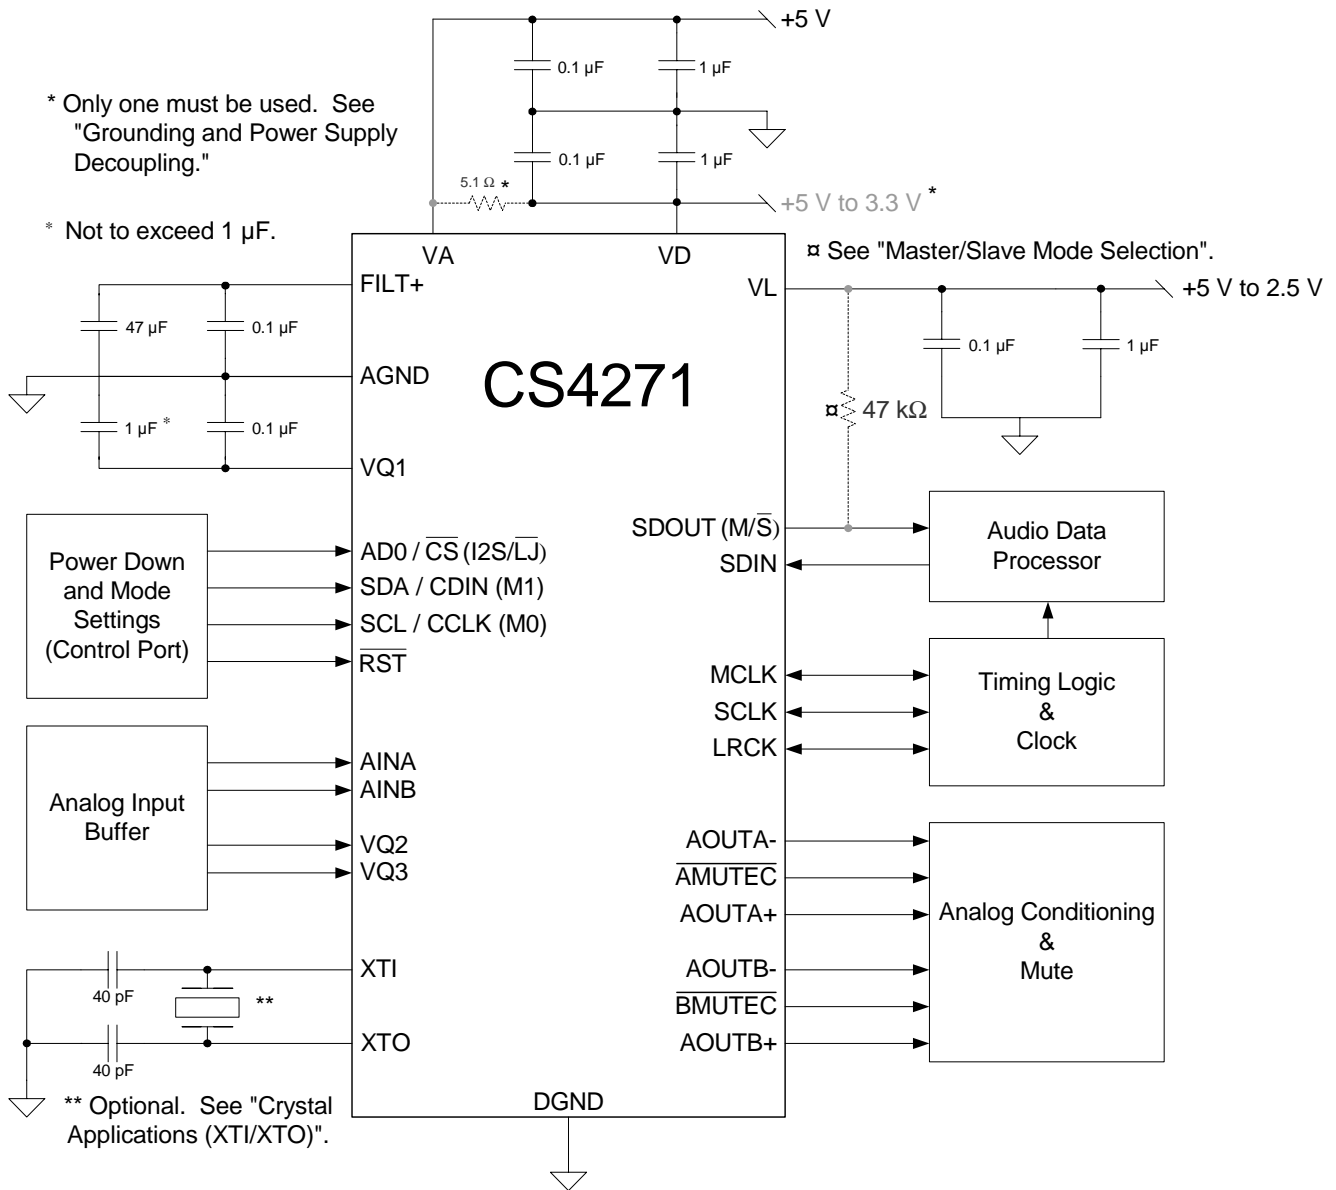 +5 V
0.1 µF
1 µF
* Only one must be used. See
"Grounding and Power Supply
Decoupling."
0.1 µF
1 µF
5.1 Ω *
+5 V to 3.3 V *
* Not to exceed 1 µF.
VA
VD
¤ See "Master/Slave Mode Selection".
FILT+
VL
+5 V to 2.5 V
47 µF
0.1 µF
0.1 µF
1 µF
AGND
CS4271
¤ 47 kΩ
1 µF *
0.1 µF
VQ1
Power Down
and Mode
Settings
(Control Port)
AD0 / CS (I2S/LJ)
SDA / CDIN (M1)
SCL / CCLK (M0)
RST
SDOUT (M/S)
SDIN
Audio Data
Processor
MCLK
SCLK
LRCK
Timing Logic
&
Clock
Analog Input
Buffer
AINA
AINB
VQ2
VQ3
AOUTA-
AMUTEC
AOUTA+
AOUTB-
BMUTEC
AOUTB+
Analog Conditioning
&
Mute
XTI
40 pF
**
XTO
40 pF
** Optional. See "Crystal
Applications (XTI/XTO)".
DGND